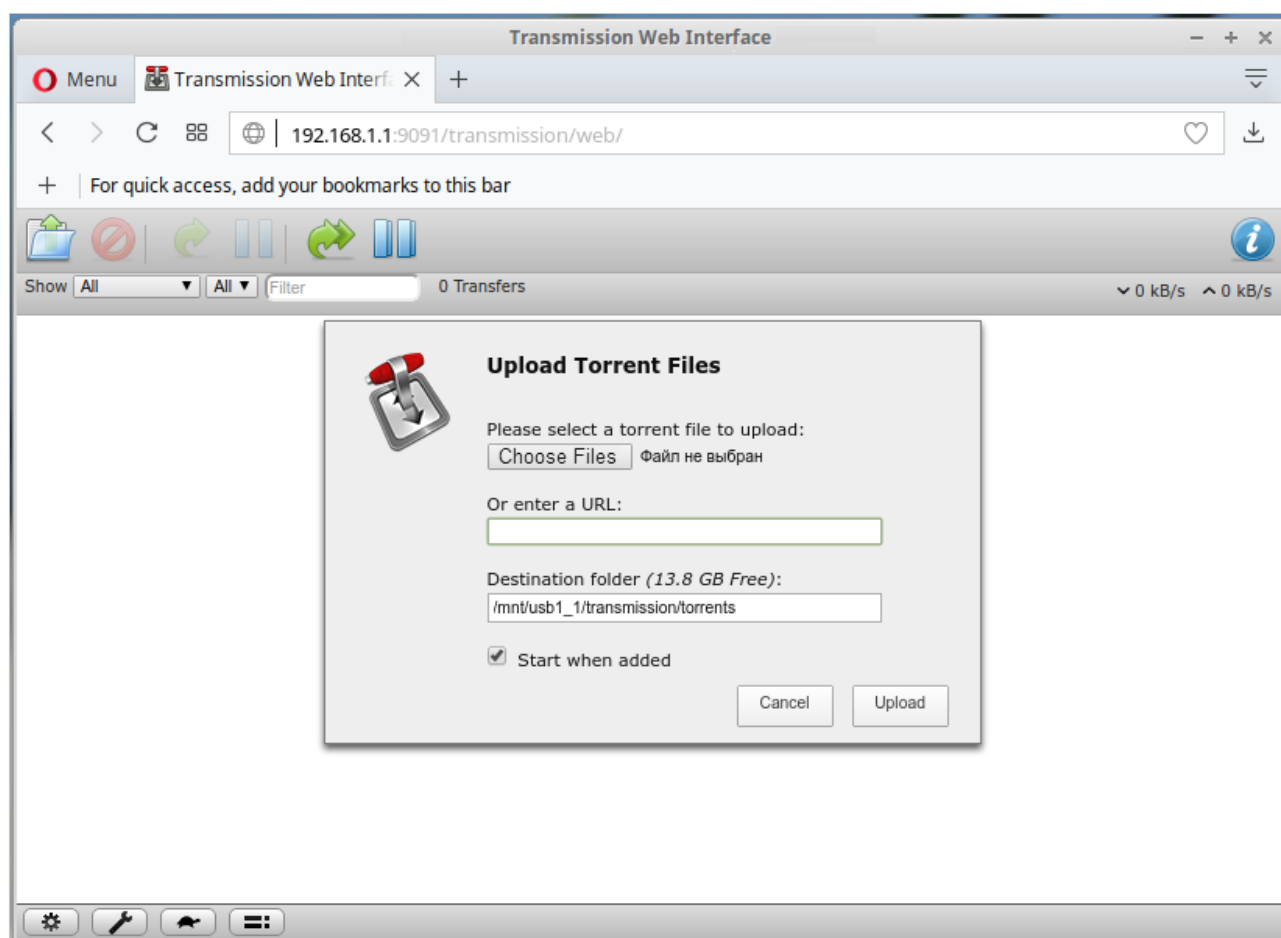 Transmission Web Interface
Menu
Transmission Web Interfa
192.168.1.1:9091/transmission/web/
For quick access, add your bookmarks to this bar
Show All All Filter 0 Transfers 0 kB/s 0 kB/s
Upload Torrent Files
Please select a torrent file to upload:
Choose Files Файл не выбран
Or enter a URL:
Destination folder (13.8 GB Free):
/mnt/usb1_1/transmission/torrents
Start when added
Cancel Upload